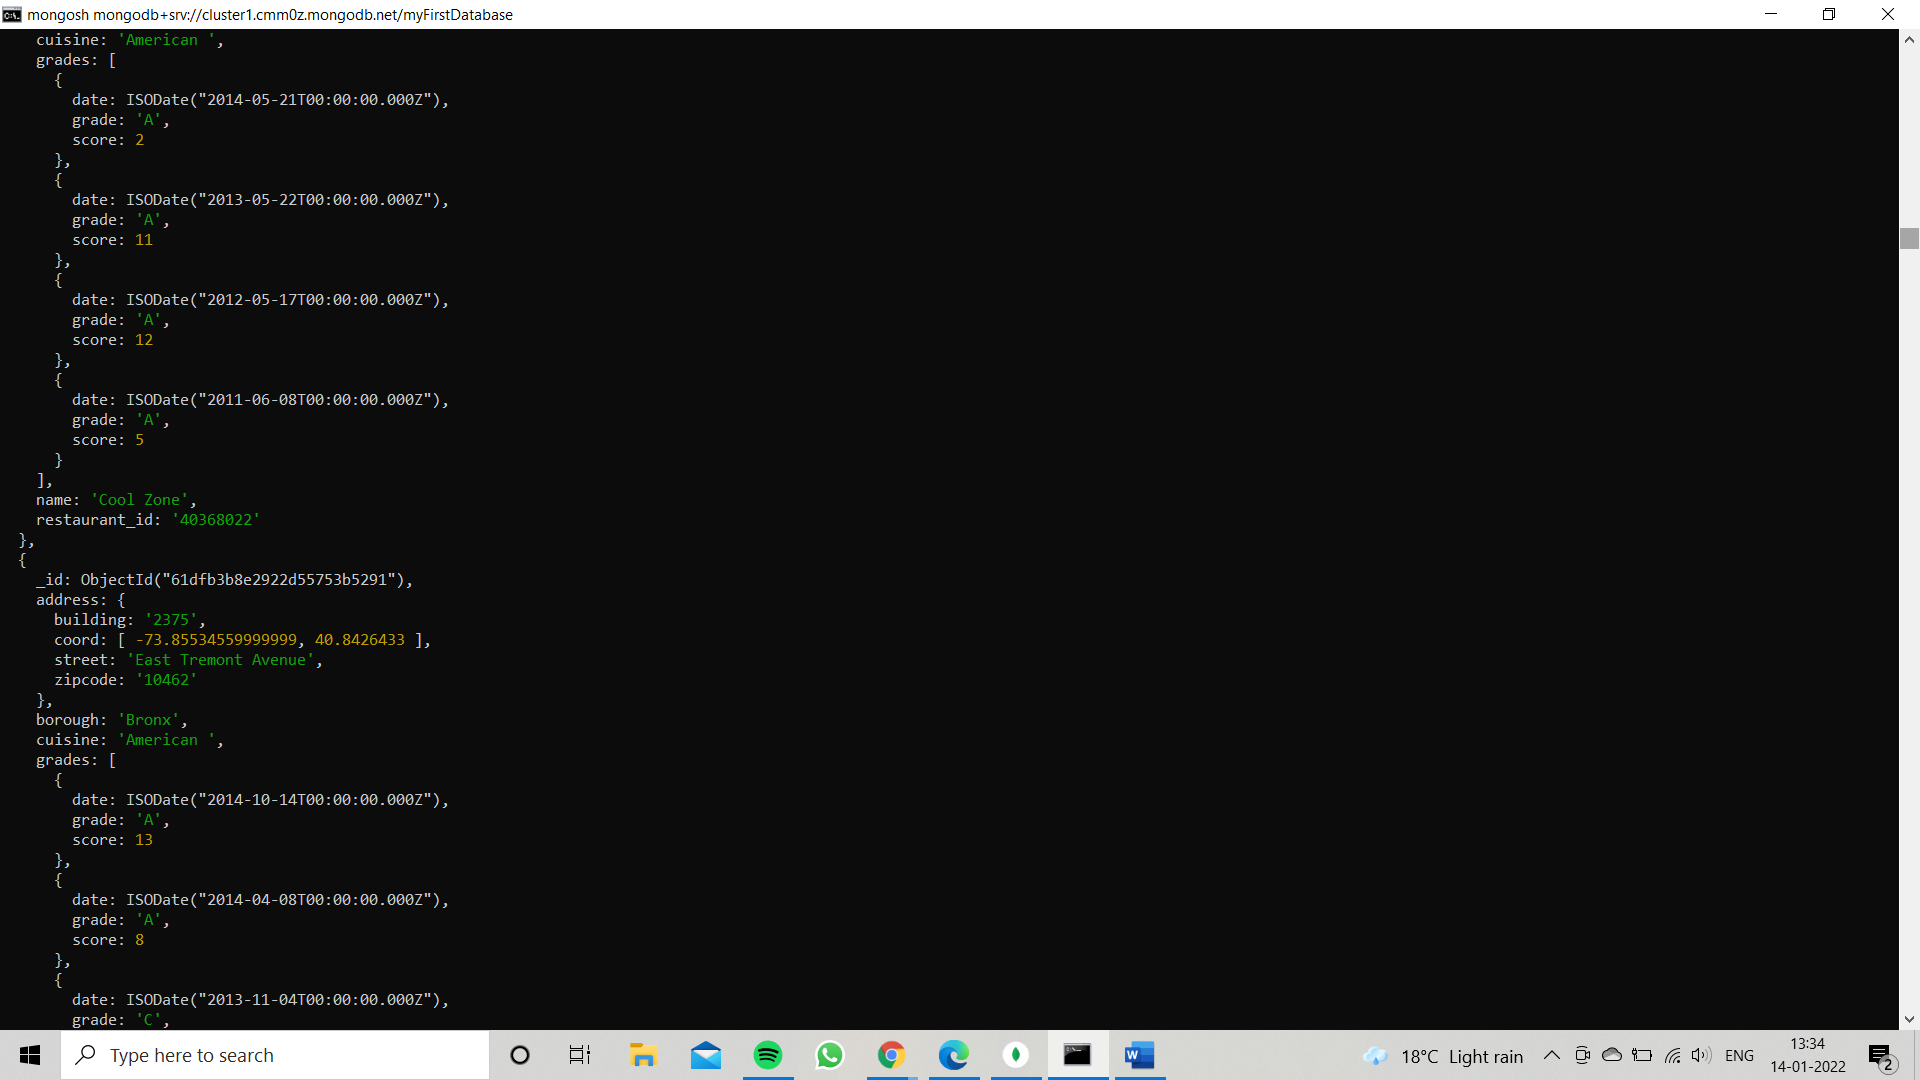 mongosh mongodb+srv://cluster1.cmm0z.mongodb.net/myFirstDatabase
cuisine: 'American ',
grades: [
{
date: ISODate("2014-05-21T00:00:00.000Z"),
grade: 'A',
score: 2
},
{
date: ISODate("2013-05-22T00:00:00.000Z"),
grade: 'A',
score: 11
},
{
date: ISODate("2012-05-17T00:00:00.000Z"),
grade: 'A',
score: 12
},
{
date: ISODate("2011-06-08T00:00:00.000Z"),
grade: 'A',
score: 5
}
],
name: 'Cool Zone',
restaurant_id: '40368022'
},
{
_id: ObjectId("61dfb3b8e2922d55753b5291"),
address: {
building: '2375',
coord: [ -73.85534559999999, 40.8426433 ],
street: 'East Tremont Avenue',
zipcode: '10462'
},
borough: 'Bronx',
cuisine: 'American ',
grades: [
{
date: ISODate("2014-10-14T00:00:00.000Z"),
grade: 'A',
score: 13
},
{
date: ISODate("2014-04-08T00:00:00.000Z"),
grade: 'A',
score: 8
},
{
date: ISODate("2013-11-04T00:00:00.000Z"),
grade: 'C',
Type here to search
18°C Light rain
ENG
13:34
14-01-2022
2